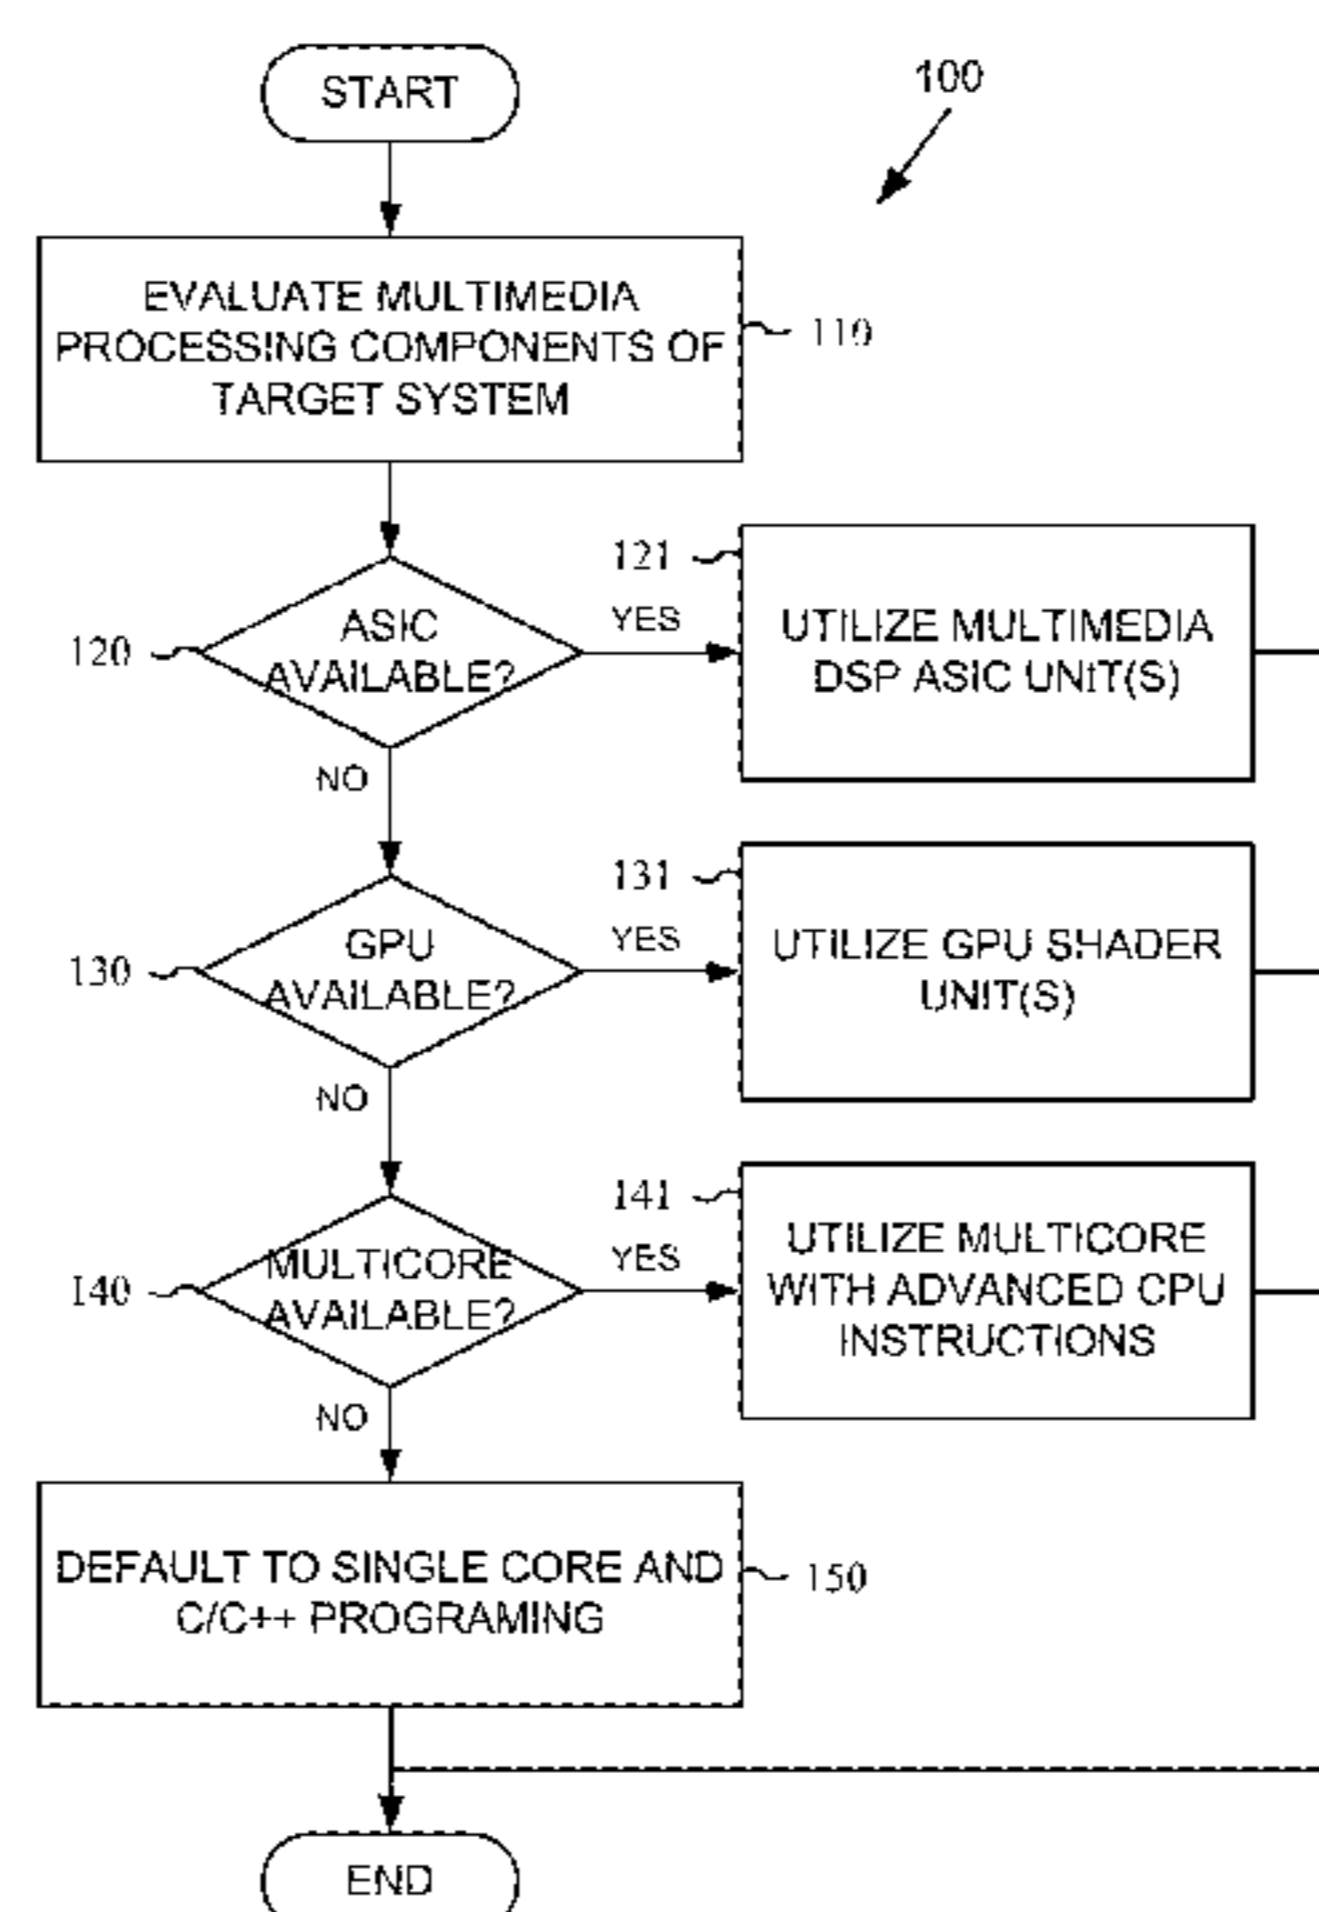 START
100
EVALUATE MULTIMEDIA
PROCESSING COMPONENTS OF
TARGET SYSTEM
110
120
ASIC
AVAILABLE?
YES
121
UTILIZE MULTIMEDIA
DSP ASIC UNIT(S)
NO
130
GPU
AVAILABLE?
YES
131
UTILIZE GPU SHADER
UNIT(S)
NO
140
MULTICORE
AVAILABLE?
YES
141
UTILIZE MULTICORE
WITH ADVANCED CPU
INSTRUCTIONS
NO
DEFAULT TO SINGLE CORE AND
C/C++ PROGRAMING
150
END